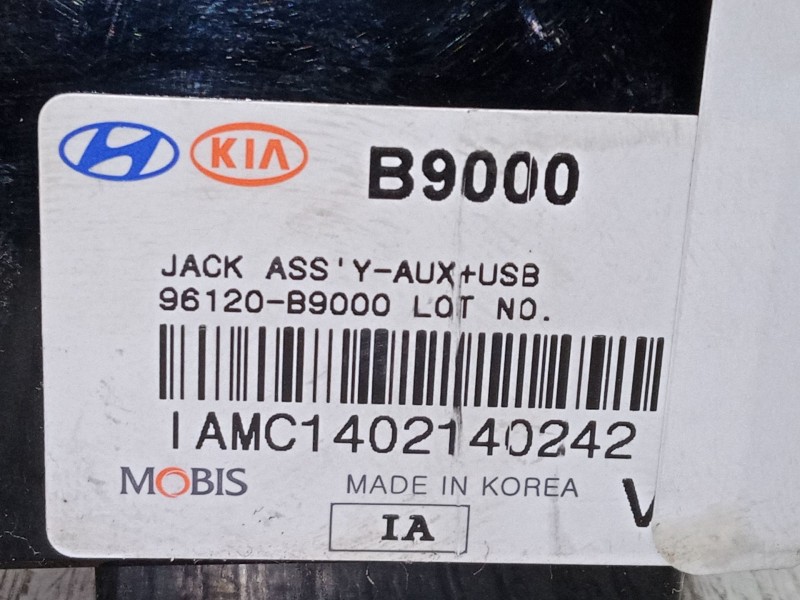 KIA B9000
JACK ASS'Y-AUX+USB
96120-B9000 LOT NO.
IAMC1402140242
MOBIS MADE IN KOREA
IA